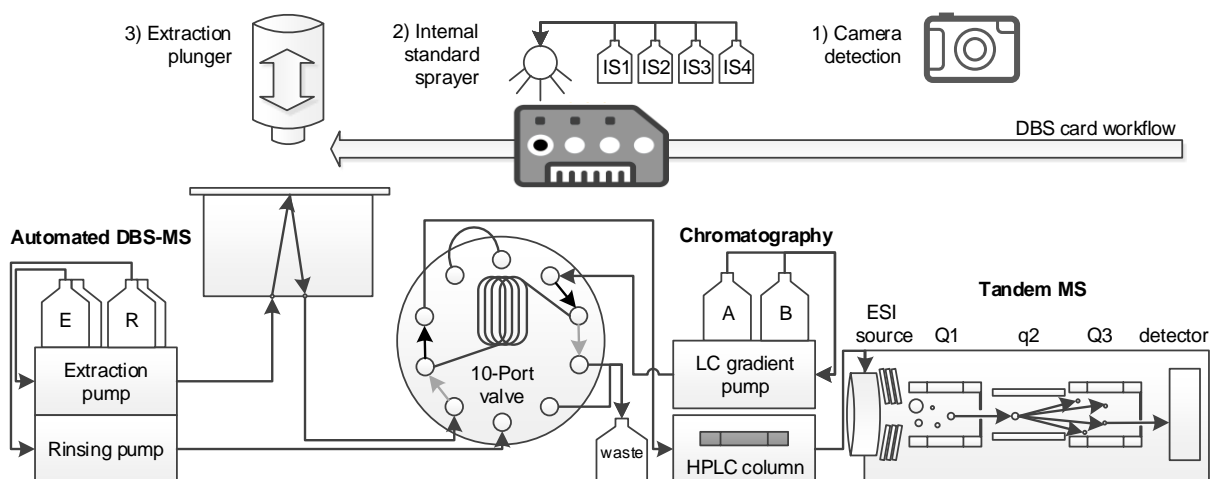 3) Extraction
plunger
2) Internal
standard
sprayer
IS1 IS2 IS3 IS4
1) Camera
detection
DBS card workflow
Automated DBS-MS
E R
Extraction
pump
Rinsing pump
10-Port
valve
waste
Chromatography
A B
LC gradient
pump
HPLC column
Tandem MS
ESI
source
Q1 q2 Q3 detector